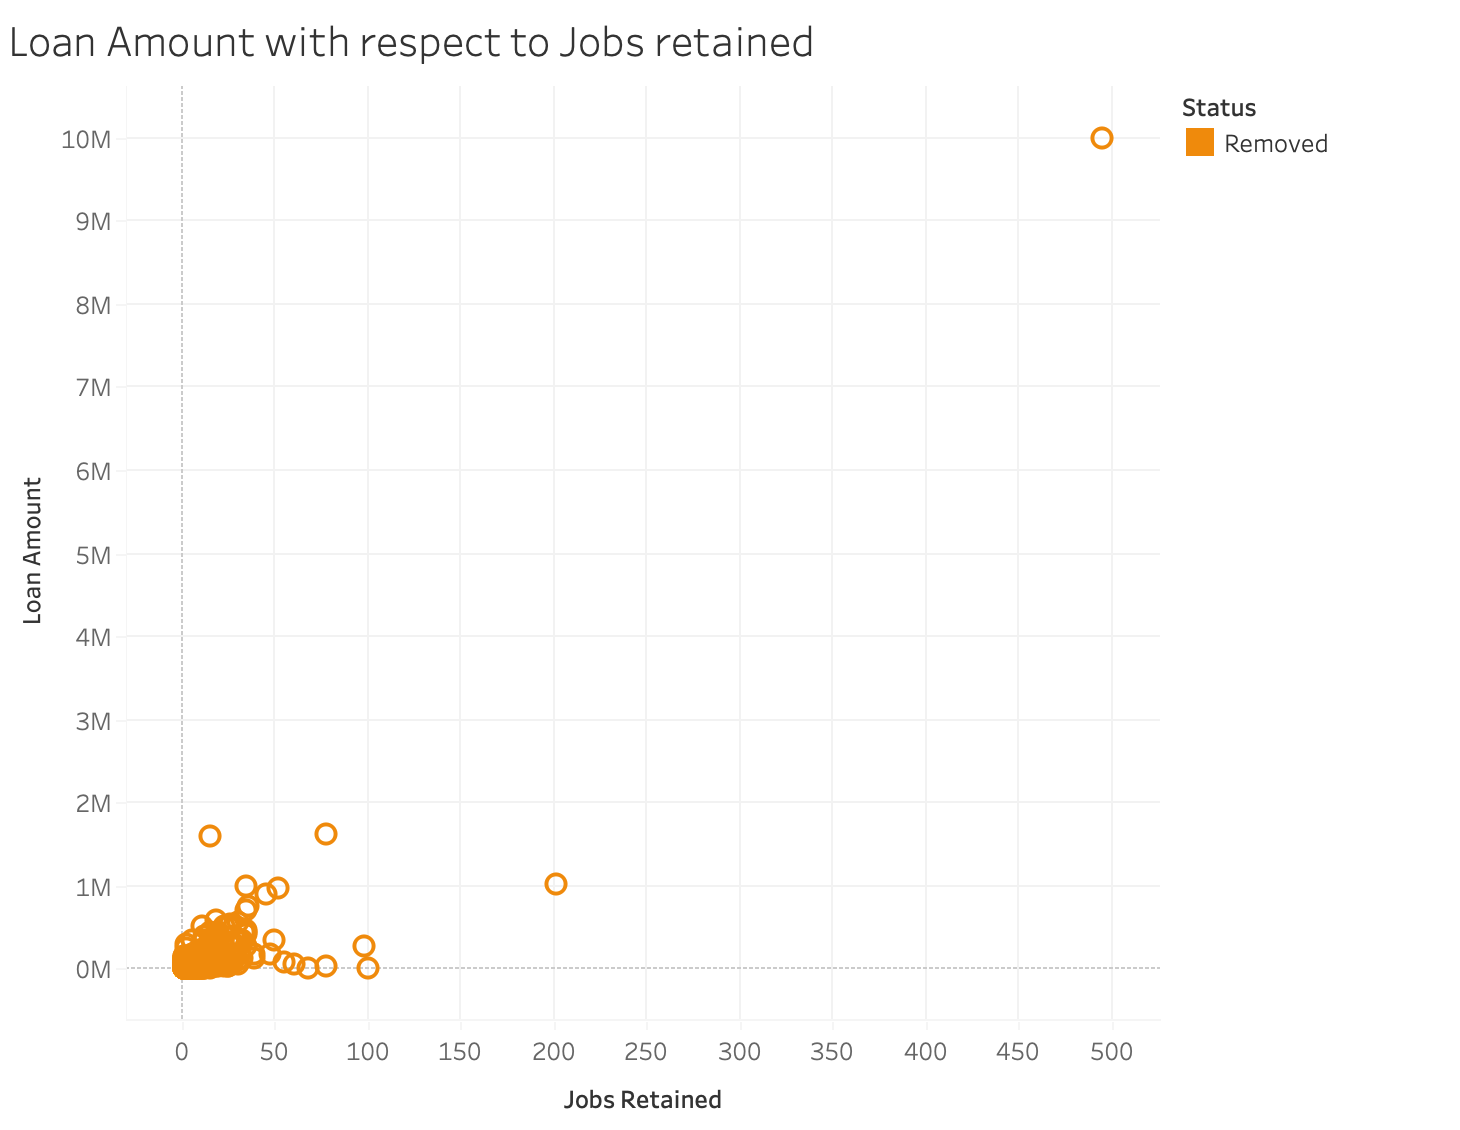 Loan Amount with respect to Jobs retained
Status
Removed
10M
9M
8M
7M
6M
5M
4M
3M
2M
1M
0M
Loan Amount
0 50 100 150 200 250 300 350 400 450 500
Jobs Retained